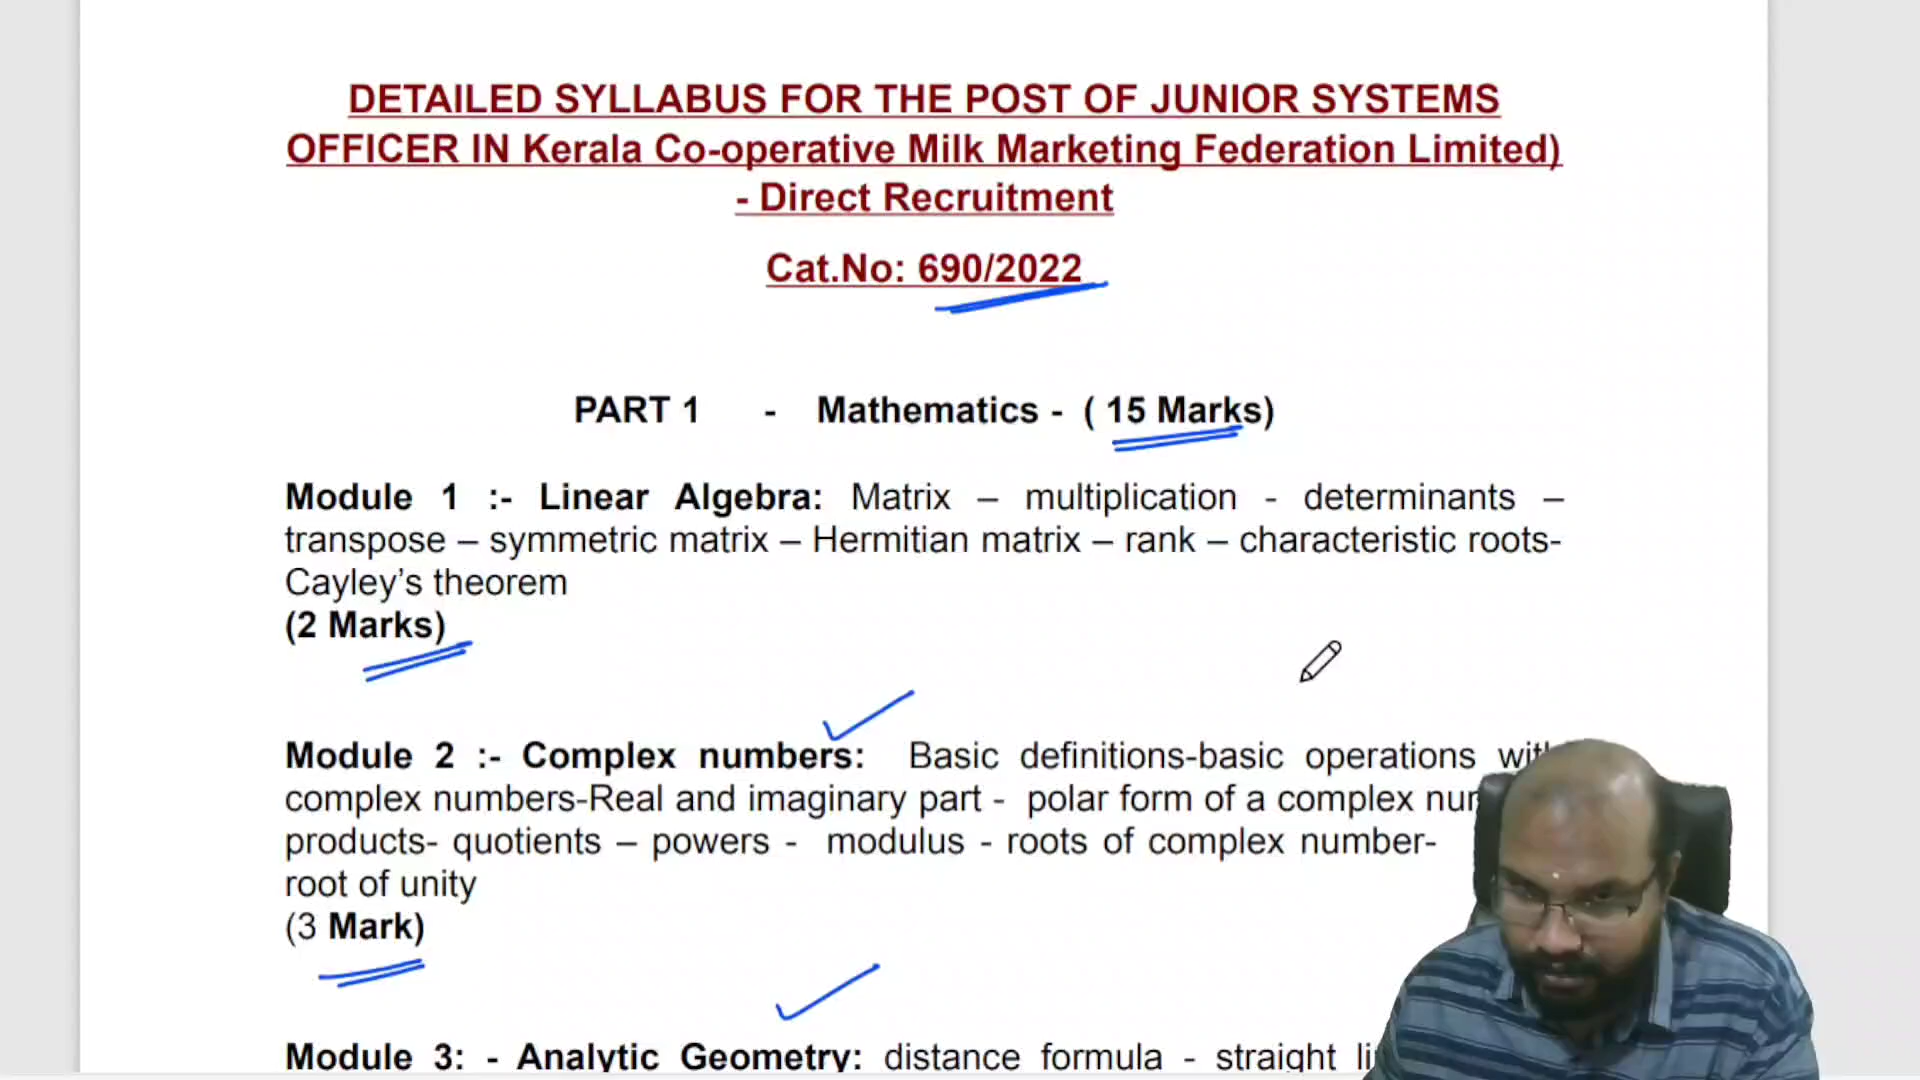 DETAILED SYLLABUS FOR THE POST OF JUNIOR SYSTEMS
OFFICER IN Kerala Co-operative Milk Marketing Federation Limited)
- Direct Recruitment
Cat.No: 690/2022
PART 1 - Mathematics - ( 15 Marks)
Module 1 :- Linear Algebra: Matrix – multiplication - determinants –
transpose – symmetric matrix – Hermitian matrix – rank – characteristic roots-
Cayley’s theorem
(2 Marks)
Module 2 :- Complex numbers: Basic definitions-basic operations
complex numbers-Real and imaginary part - polar form of a complex
products- quotients – powers - modulus - roots of complex number-
root of unity
(3 Mark)
Module 3: - Analytic Geometry: distance formula - straight